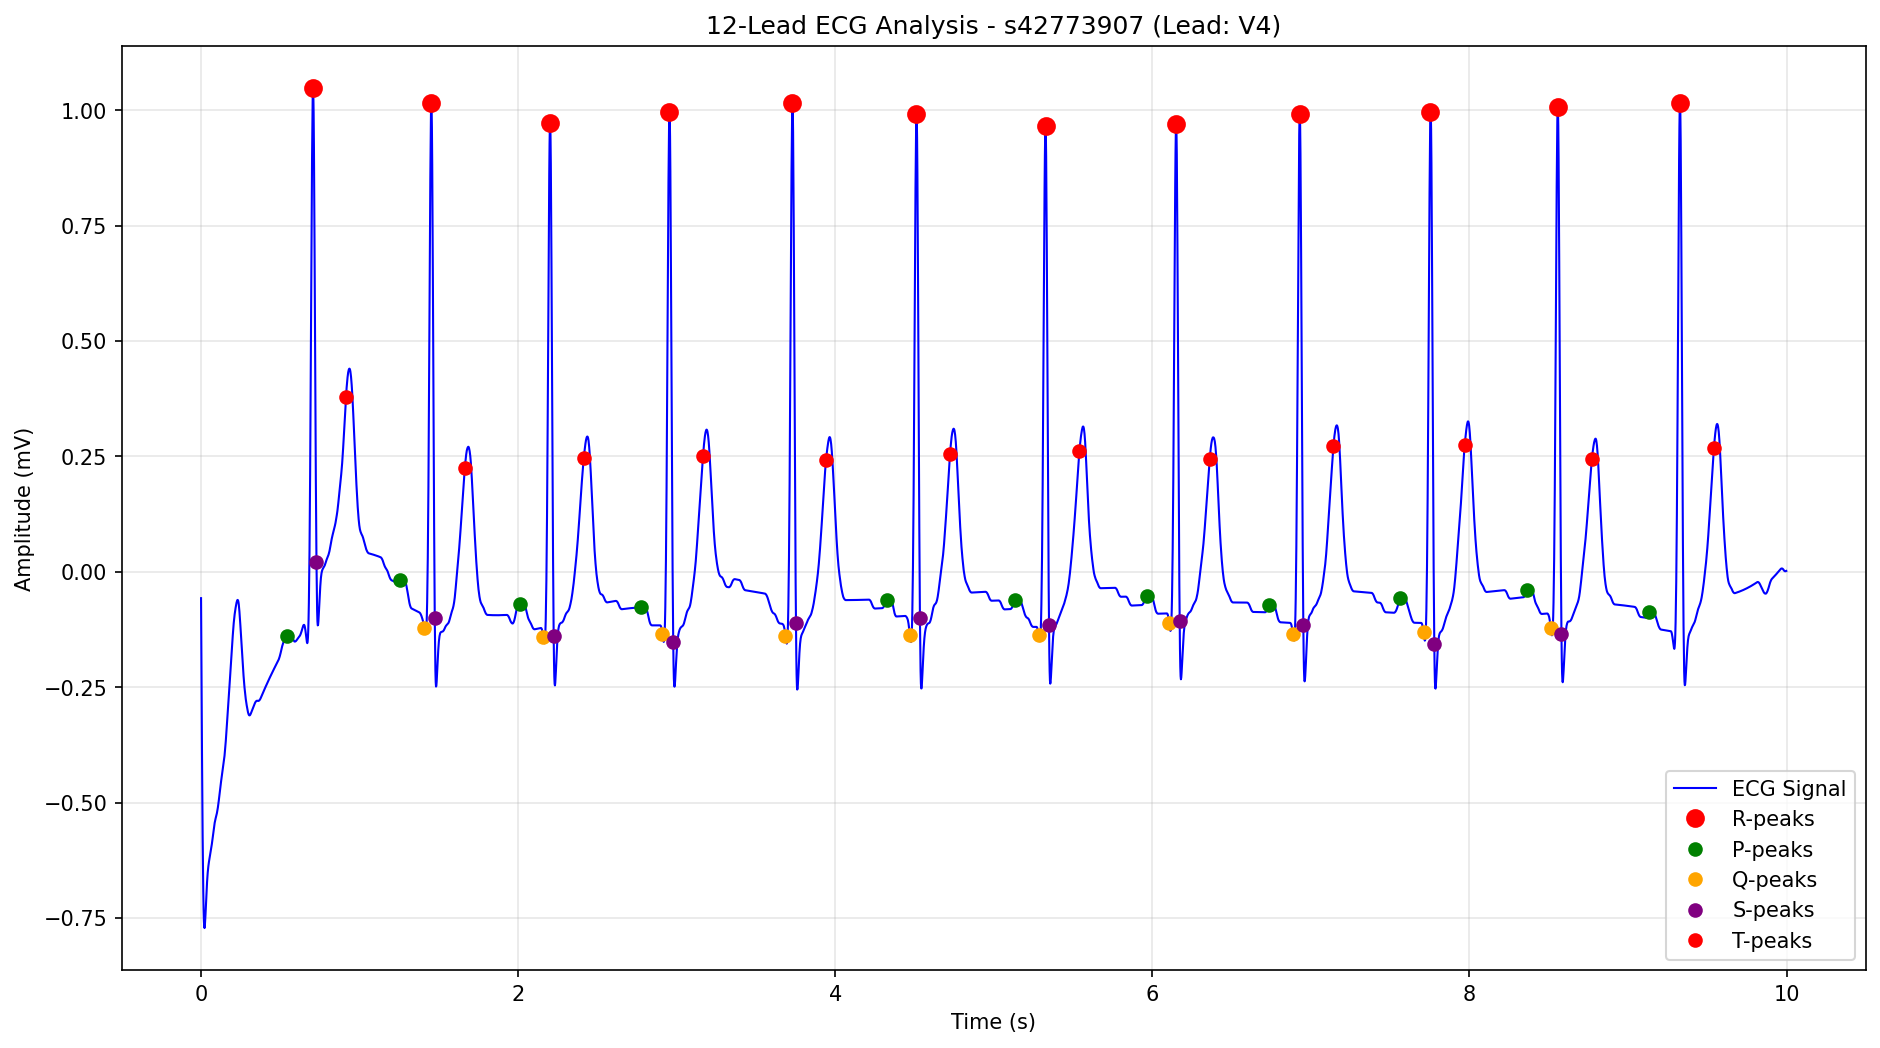 12-Lead ECG Analysis - s42773907 (Lead: V4)
Amplitude (mV)
1.00
0.75
0.50
0.25
0.00
−0.25
−0.50
−0.75
0 2 4 6 8 10
Time (s)
ECG Signal
R-peaks
P-peaks
Q-peaks
S-peaks
T-peaks